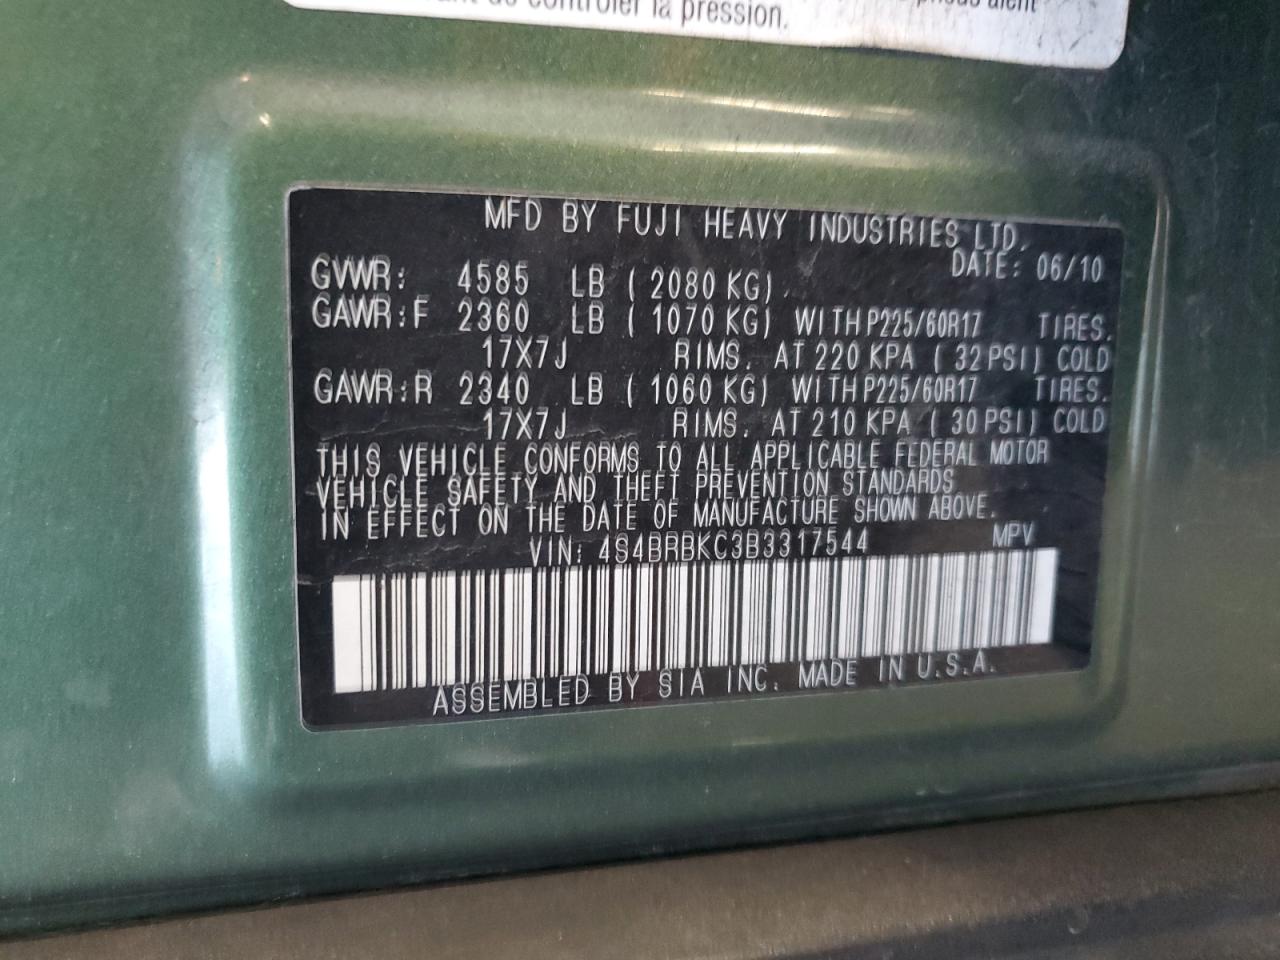 de contrôler la pression.
MFD BY FUJI HEAVY INDUSTRIES LTD.
DATE: 06/10
GVWR: 4585 LB ( 2080 KG)
GAWR:F 2360 LB ( 1070 KG) WITH P225/60R17 TIRES.
17X7J RIMS. AT 220 KPA ( 32 PSI) COLD
GAWR:R 2340 LB ( 1060 KG) WITH P225/60R17 TIRES.
17X7J RIMS. AT 210 KPA ( 30 PSI) COLD
THIS VEHICLE CONFORMS TO ALL APPLICABLE FEDERAL MOTOR
VEHICLE SAFETY AND THEFT PREVENTION STANDARDS
IN EFFECT ON THE DATE OF MANUFACTURE SHOWN ABOVE.
VIN: 4S4BRBKC3B3317544 MPV
ASSEMBLED BY SIA INC. MADE IN U.S.A.